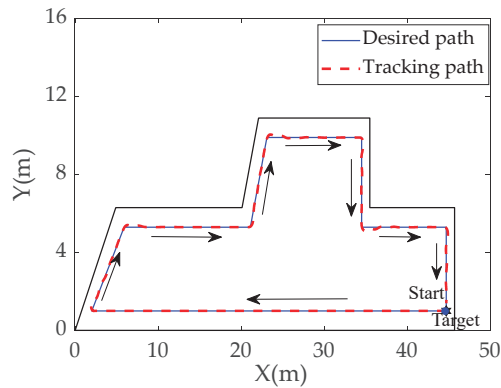 16
12
8
4
0
Y(m)
Desired path
Tracking path
Start
Target
0 10 20 30 40 50
X(m)